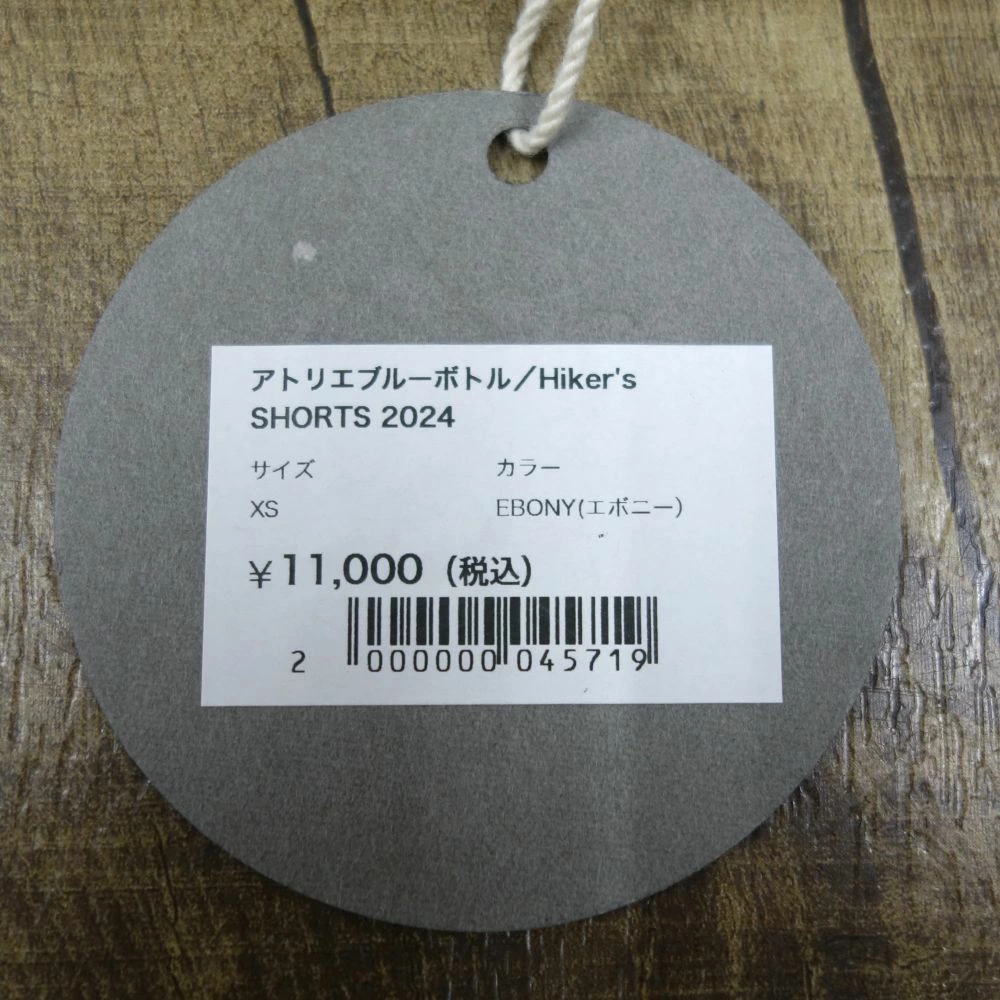 アトリエブルーボトル／Hiker's
SHORTS 2024
サイズ カラー
XS EBONY(エボニー)
￥11,000 (税込)
2 000000 045719